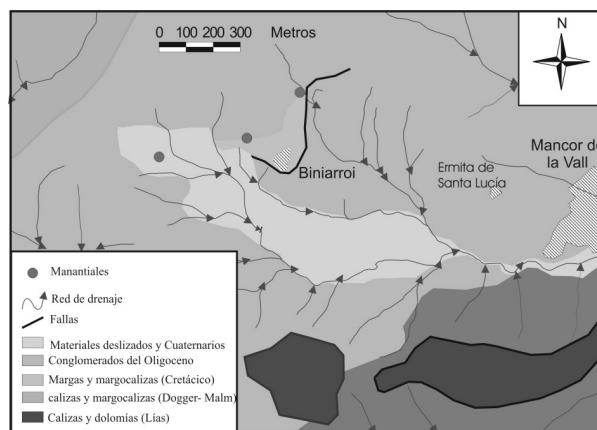 Metros
0 100 200 300
N
Biniarroi
Ermita de
Santa Lucía
Mancor de
la Vall
Manantiales
Red de drenaje
Fallas
Materiales deslizados y Cuaternarios
Conglomerados del Oligoceno
Margas y margocalizas (Cretácico)
calizas y margocalizas (Dogger- Malm)
Calizas y dolomías (Lías)